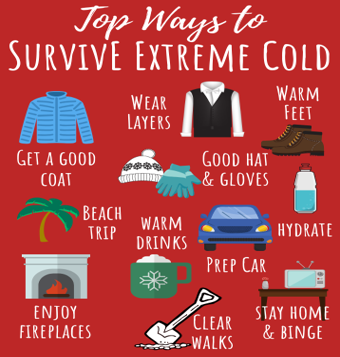 Top Ways to
SURVIVE EXTREME COLD
WEAR
LAYERS
WARM
FEET
GET A GOOD
COAT
GOOD HAT
& GLOVES
BEACH
TRIP
WARM
DRINKS
HYDRATE
PREP CAR
ENJOY
FIREPLACES
CLEAR
WALKS
STAY HOME
& BINGE